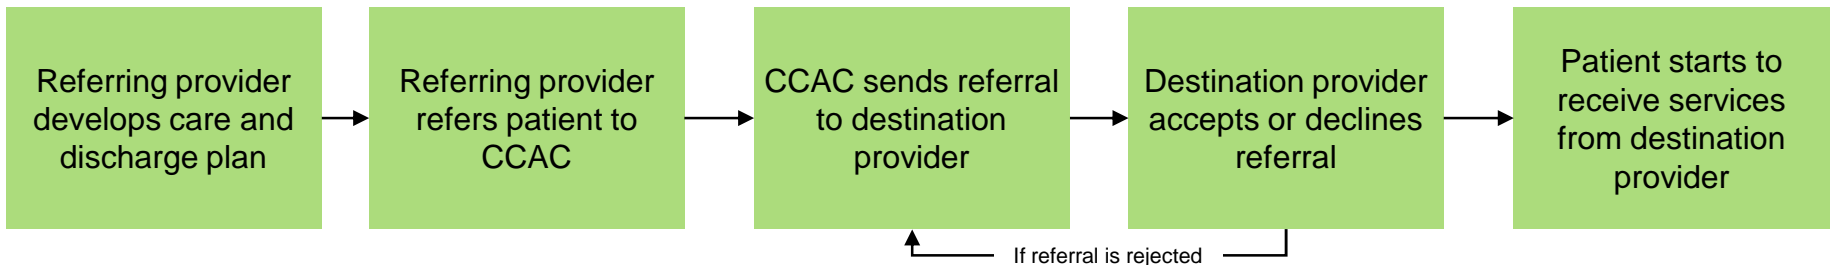 Referring provider
develops care and
discharge plan
Referring provider
refers patient to
CCAC
CCAC sends referral
to destination
provider
Destination provider
accepts or declines
referral
Patient starts to
receive services
from destination
provider
If referral is rejected